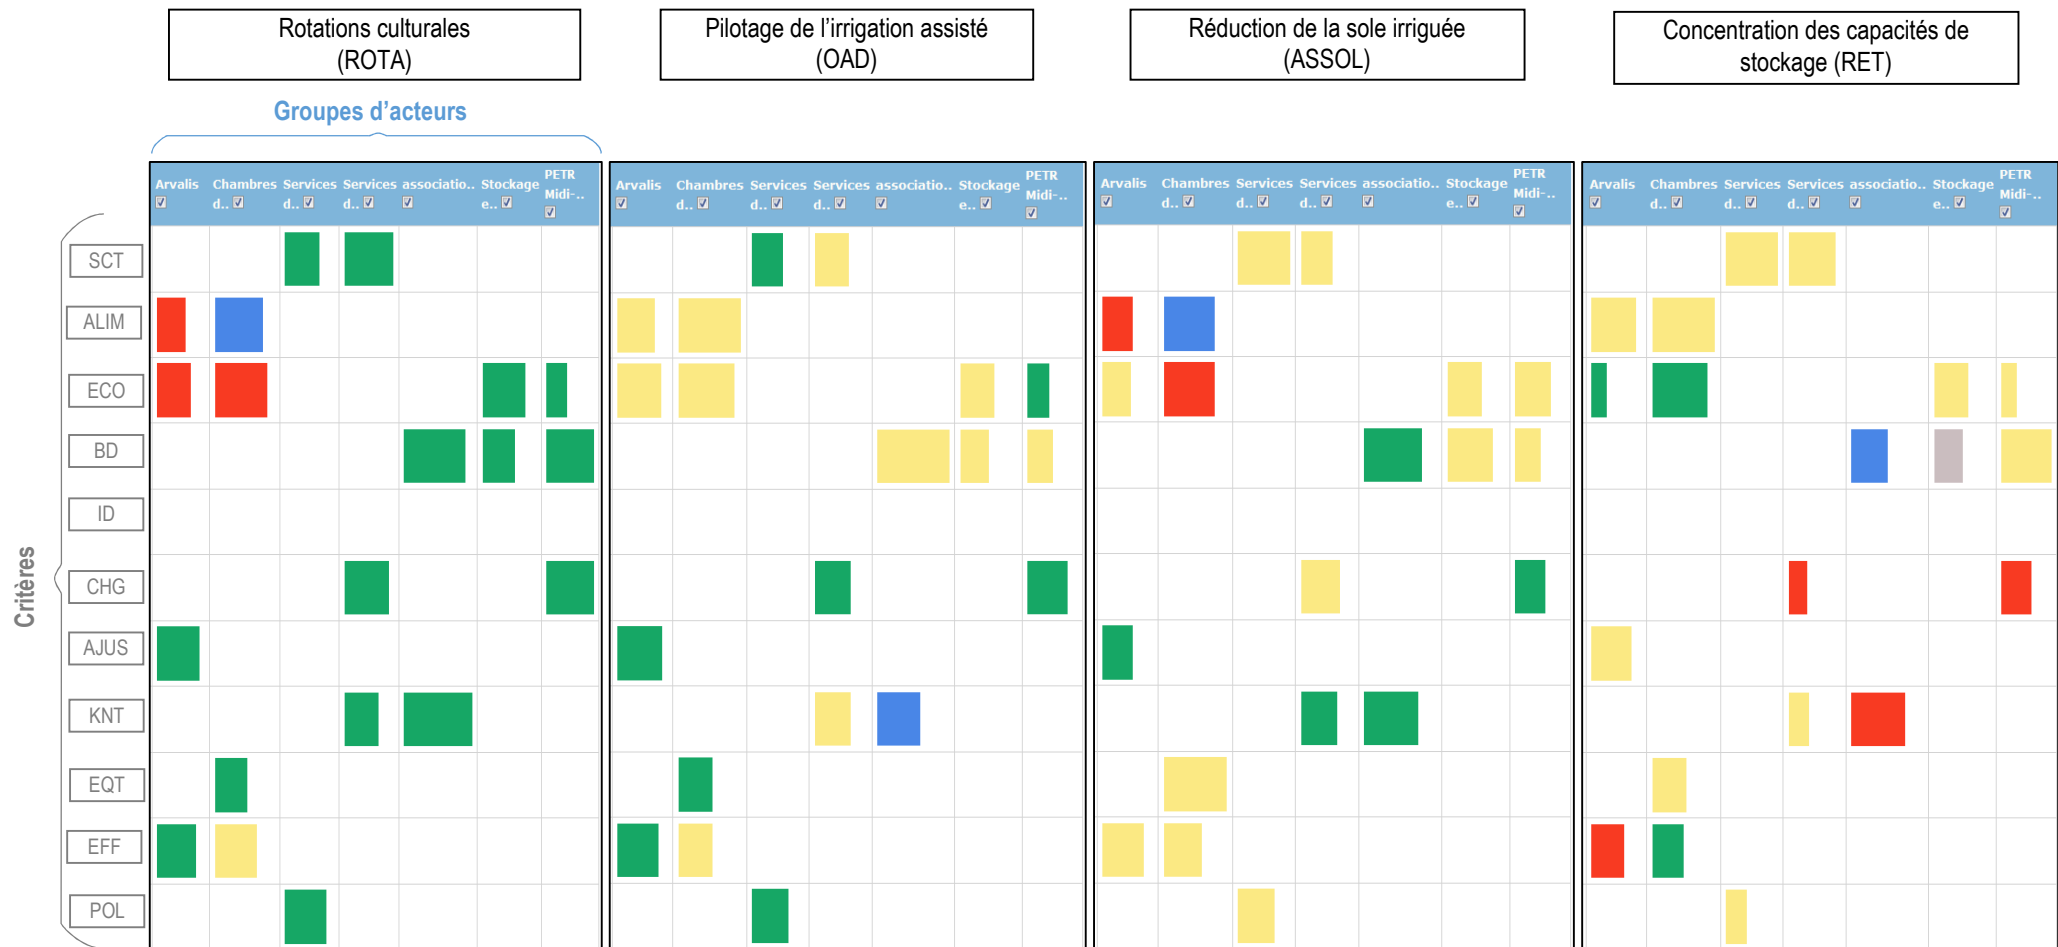 Rotations culturales
(ROTA)
Pilotage de l'irrigation assisté
(OAD)
Réduction de la sole irriguée
(ASSOL)
Concentration des capacités de
stockage (RET)
Groupes d'acteurs
Arvalis Chambres d.. Services d.. Services d.. associatio.. Stockage e.. PETR Midi-..
Arvalis Chambres d.. Services d.. Services d.. associatio.. Stockage e.. PETR Midi-..
Arvalis Chambres d.. Services d.. Services d.. associatio.. Stockage e.. PETR Midi-..
Arvalis Chambres d.. Services d.. Services d.. associatio.. Stockage e.. PETR Midi-..
Critères
SCT
ALIM
ECO
BD
ID
CHG
AJUS
KNT
EQT
EFF
POL